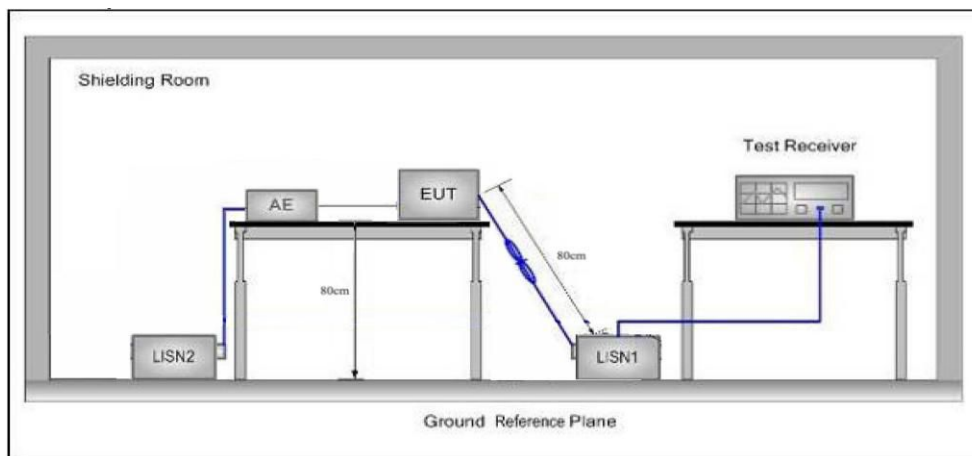 Shielding Room
Test Receiver
EUT
AE
80cm
80cm
LISN2
LISN1
Ground Reference Plane